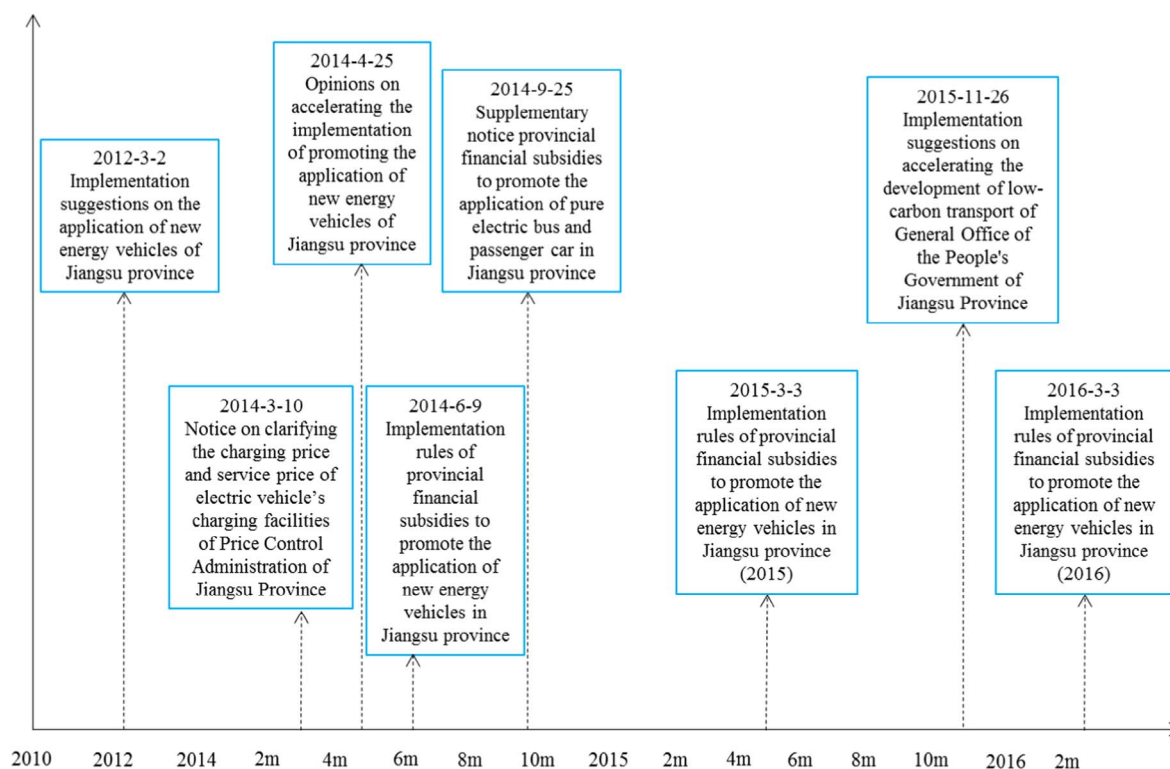 2012-3-2
Implementation
suggestions on the
application of new
energy vehicles of
Jiangsu province
2014-3-10
Notice on clarifying
the charging price
and service price of
electric vehicle's
charging facilities
of Price Control
Administration of
Jiangsu Province
2014-4-25
Opinions on
accelerating the
implementation
of promoting the
application of
new energy
vehicles of
Jiangsu province
2014-6-9
Implementation
rules of
provincial
financial
subsidies to
promote the
application of
new energy
vehicles in
Jiangsu province
2014-9-25
Supplementary
notice provincial
financial subsidies
to promote the
application of pure
electric bus and
passenger car in
Jiangsu province
2015-3-3
Implementation
rules of provincial
financial subsidies
to promote the
application of new
energy vehicles in
Jiangsu province
(2015)
2015-11-26
Implementation
suggestions on
accelerating the
development of low-
carbon transport of
General Office of
the People's
Government of
Jiangsu Province
2016-3-3
Implementation
rules of provincial
financial subsidies
to promote the
application of new
energy vehicles in
Jiangsu province
(2016)
2010 2012 2014 2m 4m 6m 8m 10m 2015 2m 4m 6m 8m 10m 2016 2m